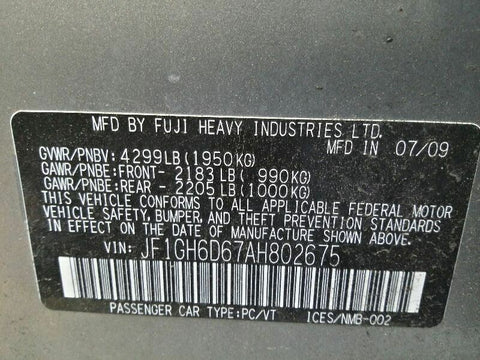 MFD BY FUJI HEAVY INDUSTRIES LTD.
MFD IN 07/09
GVWR/PNBV: 4299LB (1950KG)
GAWR/PNBE:FRONT- 2183LB ( 990KG)
GAWR/PNBE:REAR - 2205LB (1000KG)
THIS VEHICLE CONFORMS TO ALL APPLICABLE FEDERAL MOTOR
VEHICLE SAFETY, BUMPER, AND THEFT PREVENTION STANDARDS
IN EFFECT ON THE DATE OF MANUFACTURE SHOWN ABOVE.
VIN: JF1GH6D67AH802675
PASSENGER CAR TYPE:PC/VT ICES/NMB-002